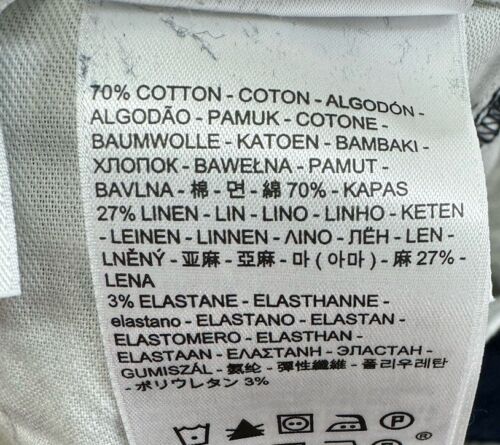 70% COTTON - COTON - ALGODÓN -
ALGODÃO - PAMUK - COTONE -
BAUMWOLLE - KATOEN - BAMBAKI -
ХЛОПОК - BAWEŁNA - PAMUT -
BAVLNA - 棉 - 면 - 綿 70% - KAPAS
27% LINEN - LIN - LINO - LINHO - KETEN
- LEINEN - LINNEN - ΛΙΝΟ - ЛЁН - LEN -
LNĚNÝ - 亚麻 - 亞麻 - 마 ( 아마 ) - 麻 27% -
LENA
3% ELASTANE - ELASTHANNE -
elastano - ELASTANO - ELASTAN -
ELASTOMERO - ELASTHAN -
ELASTAAN - ΕΛΑΣΤΑΝΗ - ЭЛАСТАН -
GUMISZÁL - 氨纶 - 彈性纖維 - 폴리우레탄
- ポリウレタン 3%